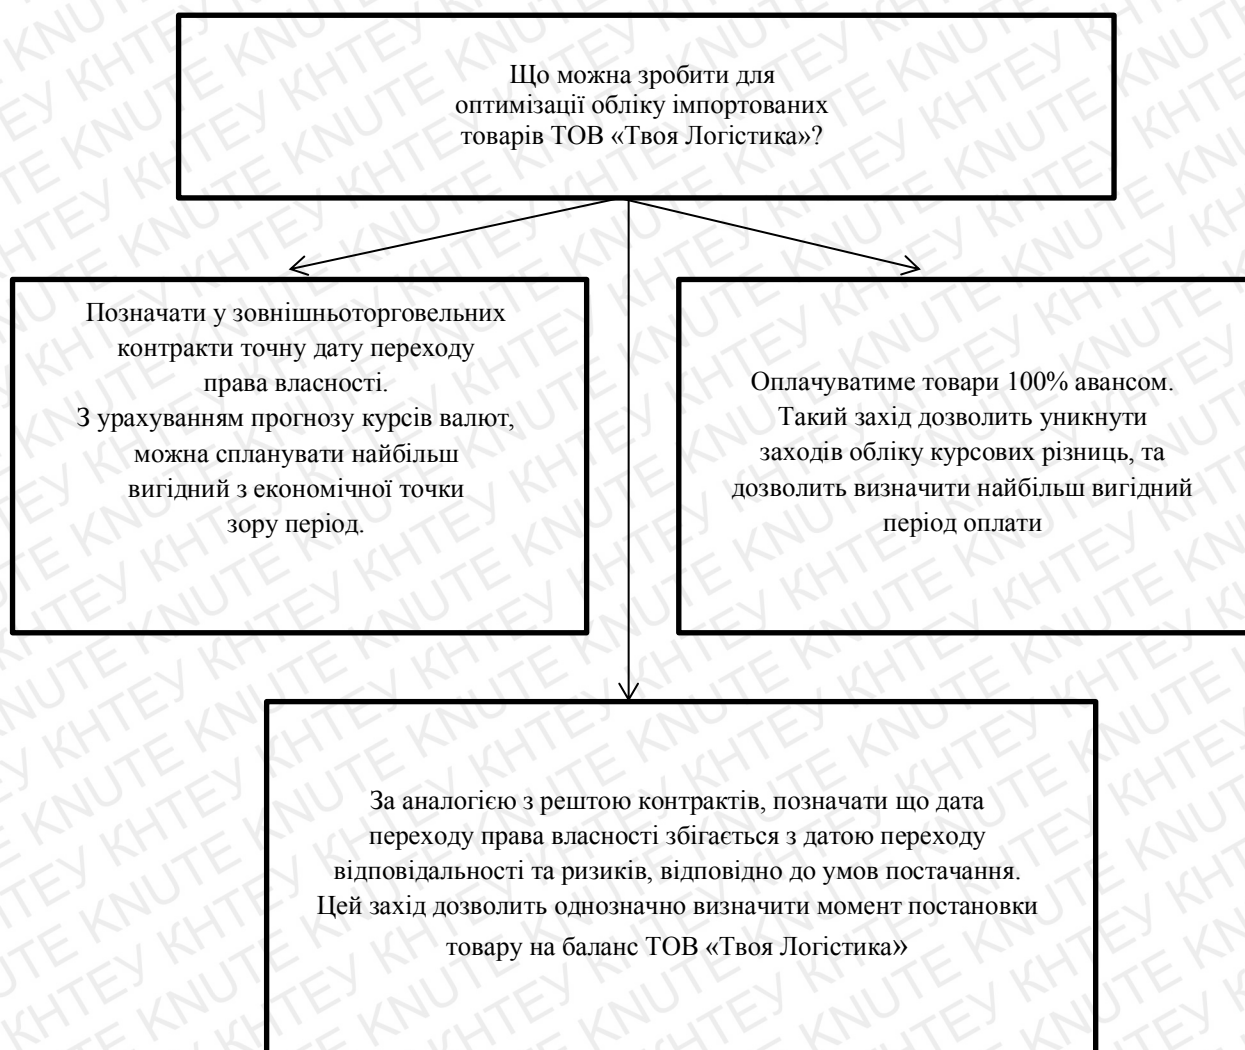 Що можна зробити для
оптимізації обліку імпортованих
товарів ТОВ «Твоя Логістика»?
Позначати у зовнішньоторговельних
контракти точну дату переходу
права власності.
З урахуванням прогнозу курсів валют,
можна спланувати найбільш
вигідний з економічної точки
зору період.
Оплачуватиме товари 100% авансом.
Такий захід дозволить уникнути
заходів обліку курсових різниць, та
дозволить визначити найбільш вигідний
період оплати
За аналогією з рештою контрактів, позначати що дата
переходу права власності збігається з датою переходу
відповідальності та ризиків, відповідно до умов постачання.
Цей захід дозволить однозначно визначити момент постановки
товару на баланс ТОВ «Твоя Логістика»